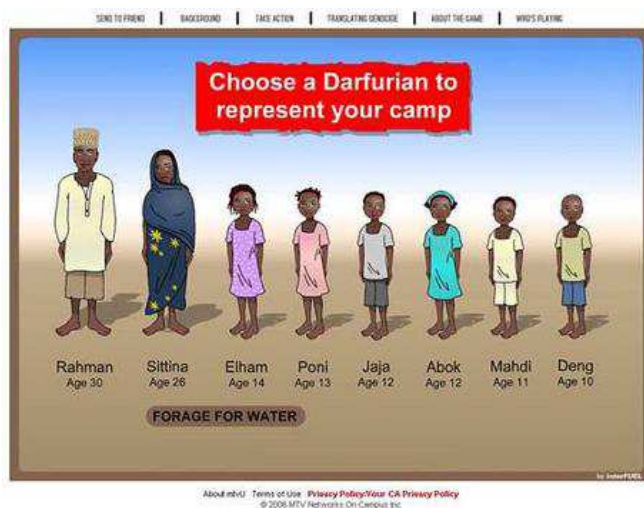 SEND TO FRIEND | BACKGROUND | TAKE ACTION | TRANSLATING GENOCIDE | ABOUT THE GAME | WHO'S PLAYING
Choose a Darfurian to
represent your camp
Rahman Sittina Elham Poni Jaja Abok Mahdi Deng
Age 30 Age 26 Age 14 Age 13 Age 12 Age 12 Age 11 Age 10
FORAGE FOR WATER
by interFUEL
About mtvU Terms of Use Privacy Policy/Your CA Privacy Policy
© 2006 MTV Networks On Campus Inc.